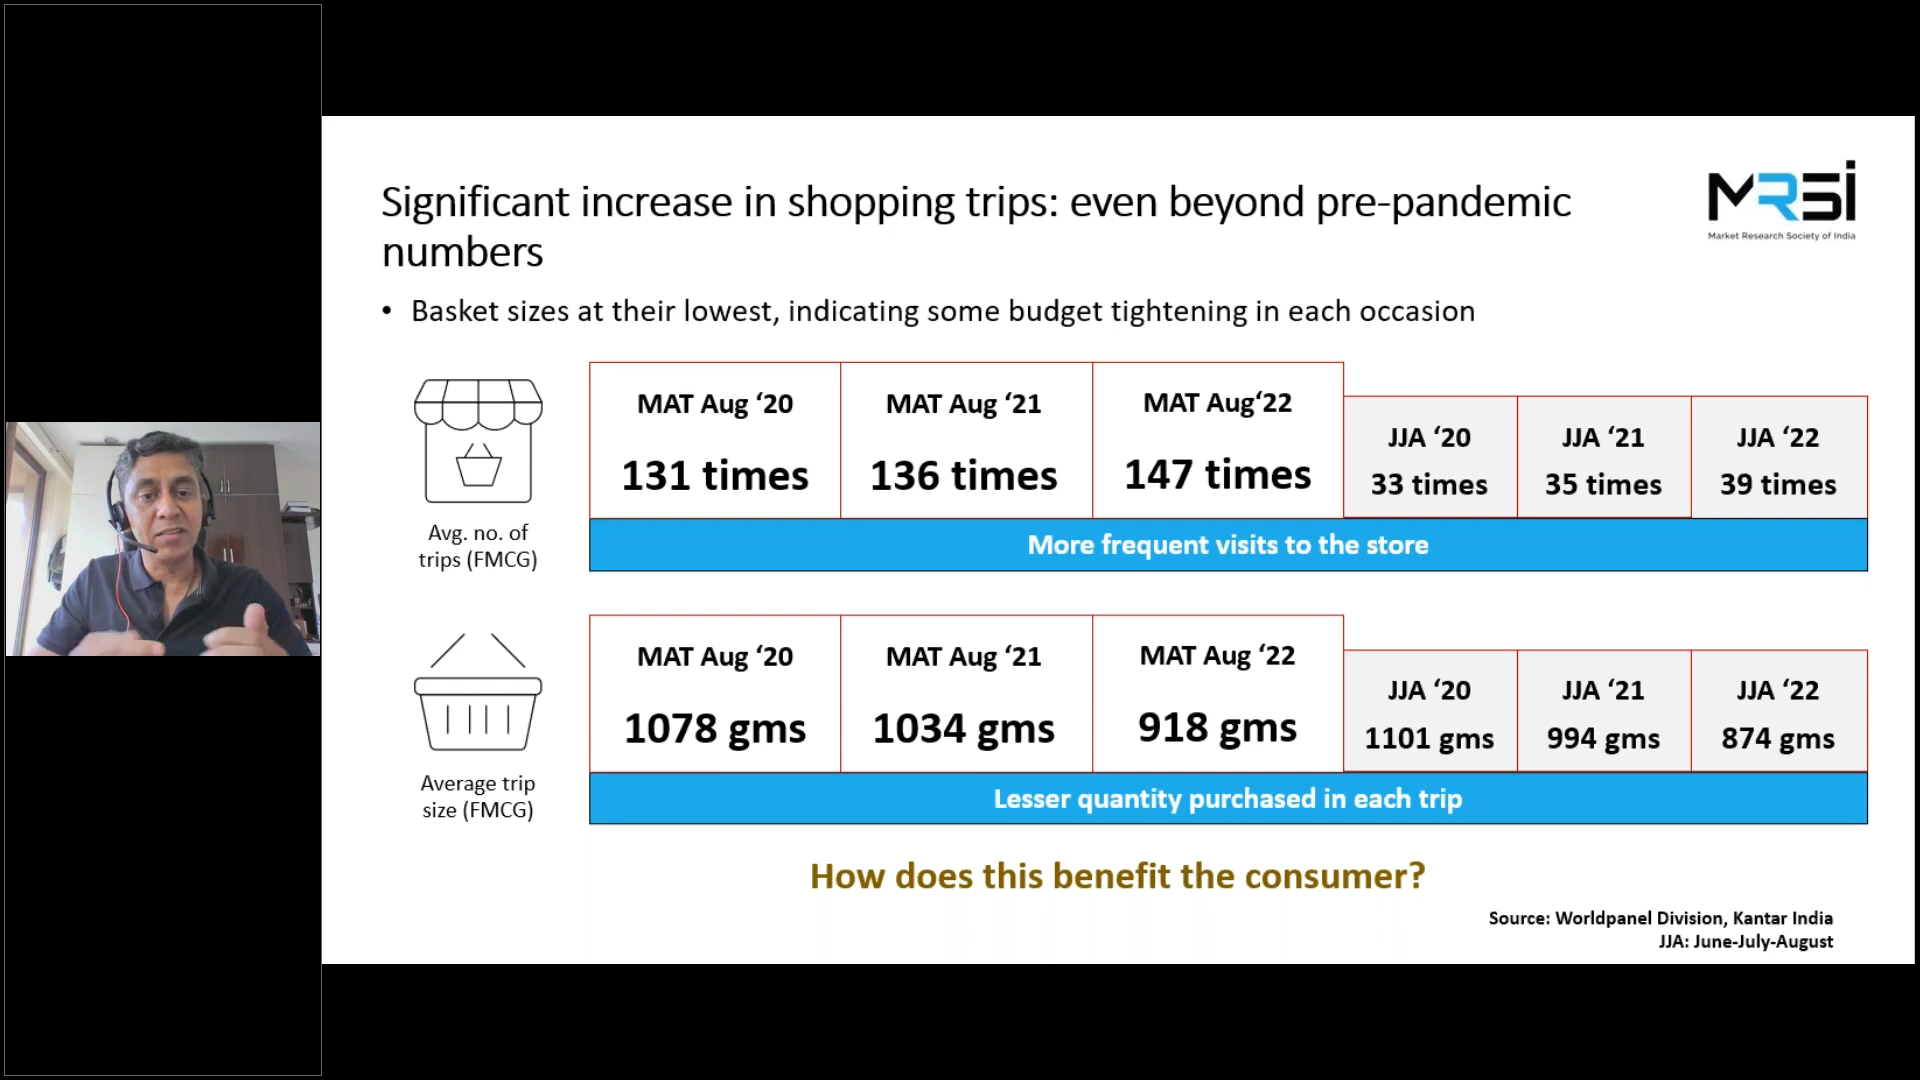 Significant increase in shopping trips: even beyond pre-pandemic
numbers
MRSI
Market Research Society of India
• Basket sizes at their lowest, indicating some budget tightening in each occasion
Avg. no. of
trips (FMCG)
MAT Aug ‘20
131 times
MAT Aug ‘21
136 times
MAT Aug‘22
147 times
JJA ‘20
33 times
JJA ‘21
35 times
JJA ‘22
39 times
More frequent visits to the store
Average trip
size (FMCG)
MAT Aug ‘20
1078 gms
MAT Aug ‘21
1034 gms
MAT Aug ‘22
918 gms
JJA ‘20
1101 gms
JJA ‘21
994 gms
JJA ‘22
874 gms
Lesser quantity purchased in each trip
How does this benefit the consumer?
Source: Worldpanel Division, Kantar India
JJA: June-July-August